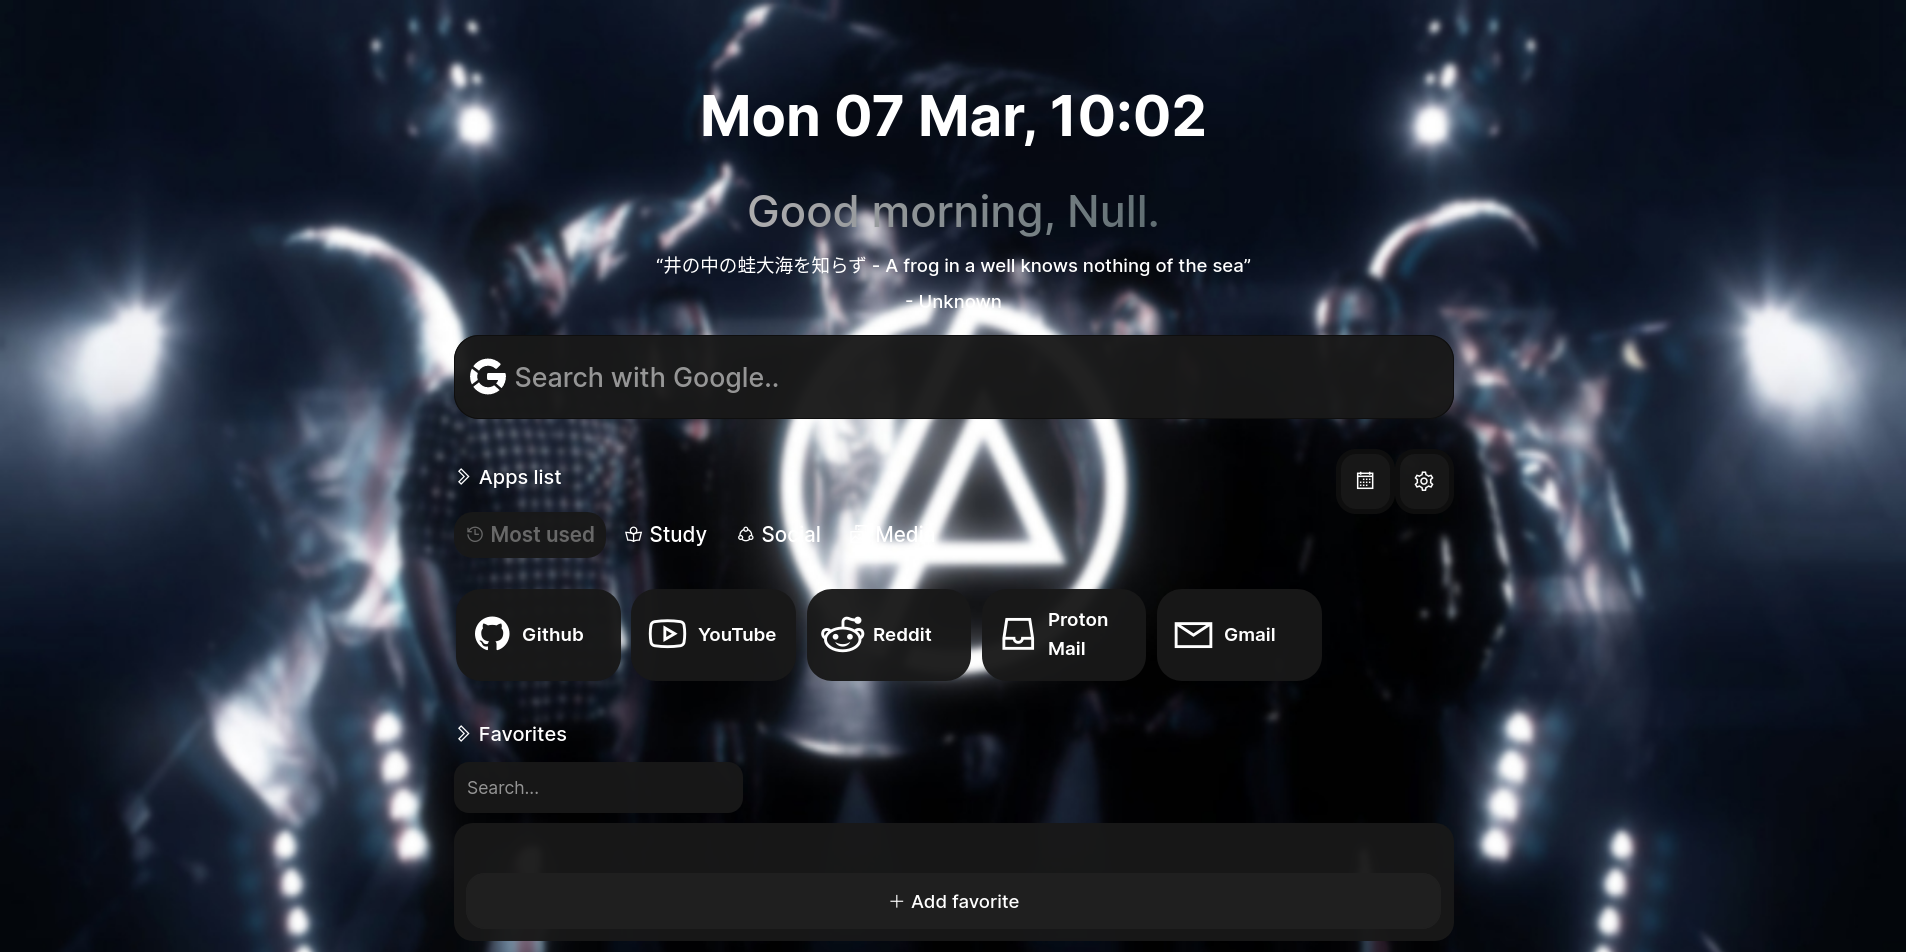 Mon 07 Mar, 10:02
Good morning, Null.
“井の中の蛙大海を知らず - A frog in a well knows nothing of the sea”
- Unknown
Search with Google..
Apps list
Most used Study Social Media
Github YouTube Reddit Proton Mail Gmail
Favorites
Search...
+ Add favorite